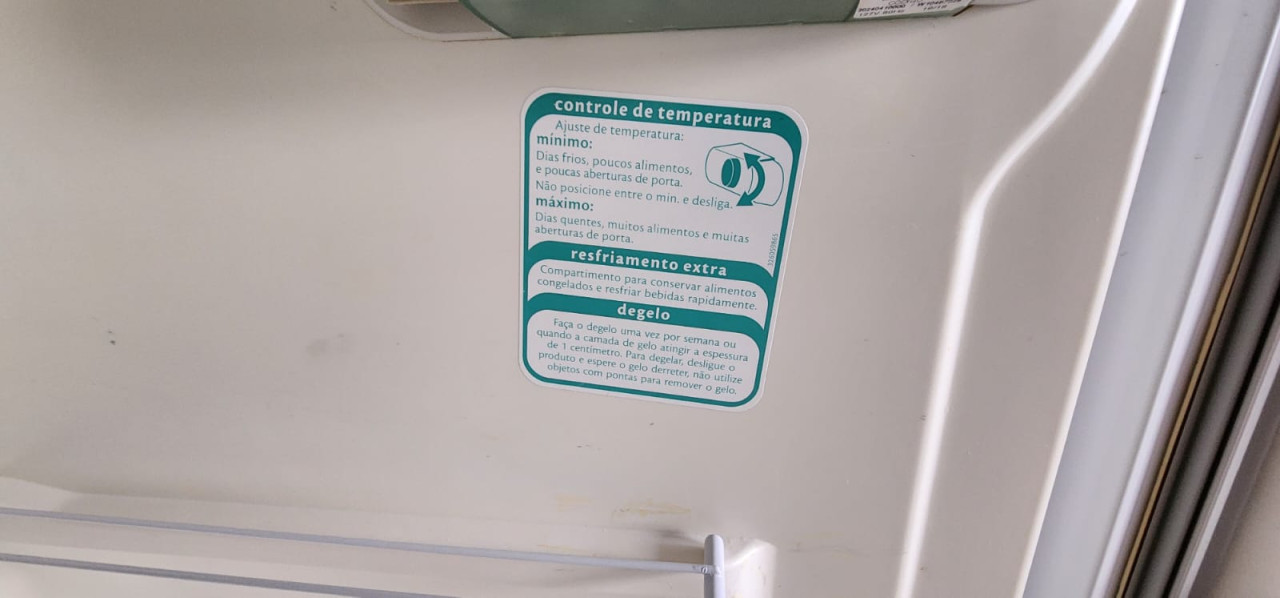 127V 60Hz
controle de temperatura
Ajuste de temperatura:
mínimo:
Dias frios, poucos alimentos,
e poucas aberturas de porta.
Não posicione entre o min. e desliga.
máximo:
Dias quentes, muitos alimentos e muitas
aberturas de porta.
resfriamento extra
Compartimento para conservar alimentos
congelados e resfriar bebidas rapidamente.
degelo
Faça o degelo uma vez por semana ou
quando a camada de gelo atingir a espessura
de 1 centímetro. Para degelar, desligue o
produto e espere o gelo derreter, não utilize
objetos com pontas para remover o gelo.